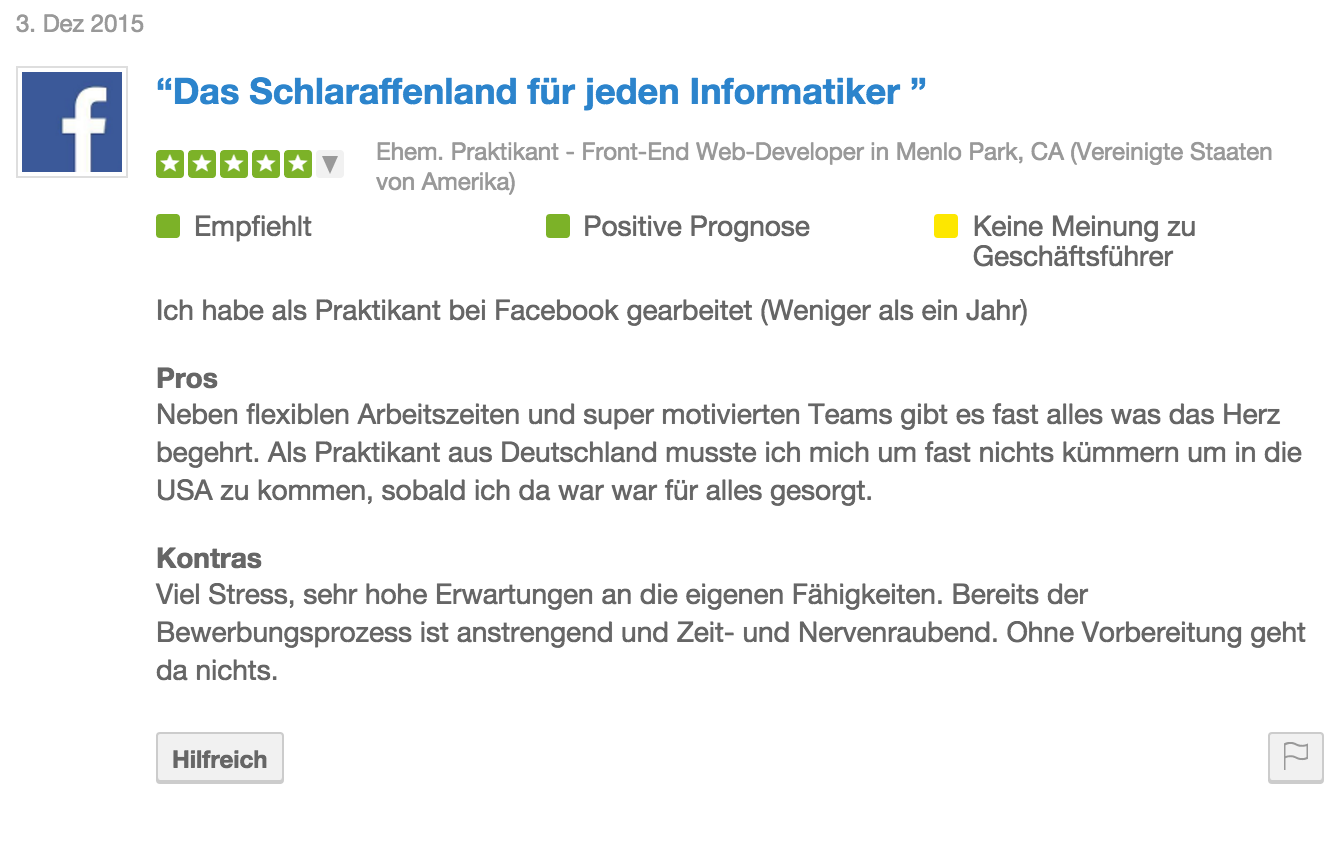 3. Dez 2015
f
“Das Schlaraffenland für jeden Informatiker ”
Ehem. Praktikant - Front-End Web-Developer in Menlo Park, CA (Vereinigte Staaten
von Amerika)
Empfiehlt
Positive Prognose
Keine Meinung zu
Geschäftsführer
Ich habe als Praktikant bei Facebook gearbeitet (Weniger als ein Jahr)
Pros
Neben flexiblen Arbeitszeiten und super motivierten Teams gibt es fast alles was das Herz
begehrt. Als Praktikant aus Deutschland musste ich mich um fast nichts kümmern um in die
USA zu kommen, sobald ich da war war für alles gesorgt.
Kontras
Viel Stress, sehr hohe Erwartungen an die eigenen Fähigkeiten. Bereits der
Bewerbungsprozess ist anstrengend und Zeit- und Nervenraubend. Ohne Vorbereitung geht
da nichts.
Hilfreich